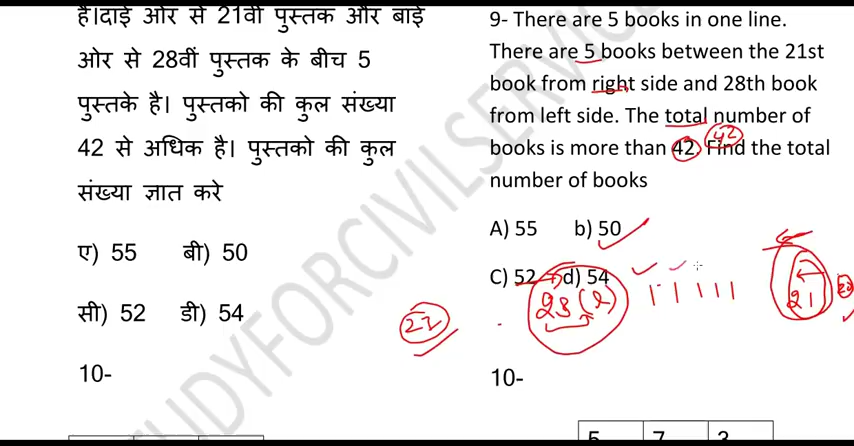 है।दाई ओर से 21वी पुस्तक और बाई
ओर से 28वीं पुस्तक के बीच 5
पुस्तके है। पुस्तको की कुल संख्या
42 से अधिक है। पुस्तको की कुल
संख्या ज्ञात करे
ए) 55 बी) 50
सी) 52 डी) 54
10-
9- There are 5 books in one line.
There are 5 books between the 21st
book from right side and 28th book
from left side. The total number of
books is more than 42. Find the total
42
number of books
A) 55 b) 50
C) 52 d) 54
28 (l)
21
22
10-
5 7 3
STUDYFORCIVILSERVICES